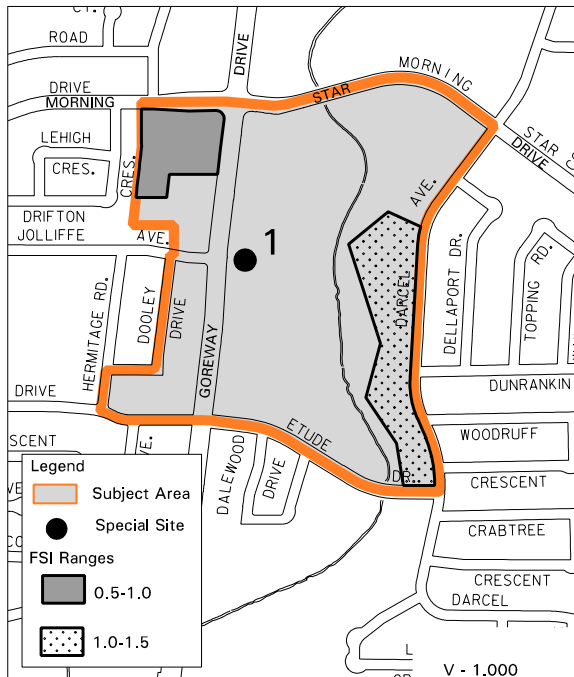 CT.
ROAD
DRIVE
MORNING
STAR
DRIVE
MORNING
STAR
DRIVE
LEHIGH
CRES.
CRES.
DRIFTON
JOLLIFFE
AVE.
AVE.
DARCEL
HERMITAGE RD.
DOOLEY
DRIVE
GOREWAY
1
DELLAPORT DR.
TOPPING
RD.
DRIVE
DUNRANKIN
ETUDE
DR.
WOODRUFF
SCENT
AVE.
DALEWOOD
DRIVE
CRESCENT
CRABTREE
CRESCENT
DARCEL
Legend
Subject Area
Special Site
FSI Ranges
0.5-1.0
1.0-1.5
V - 1.000